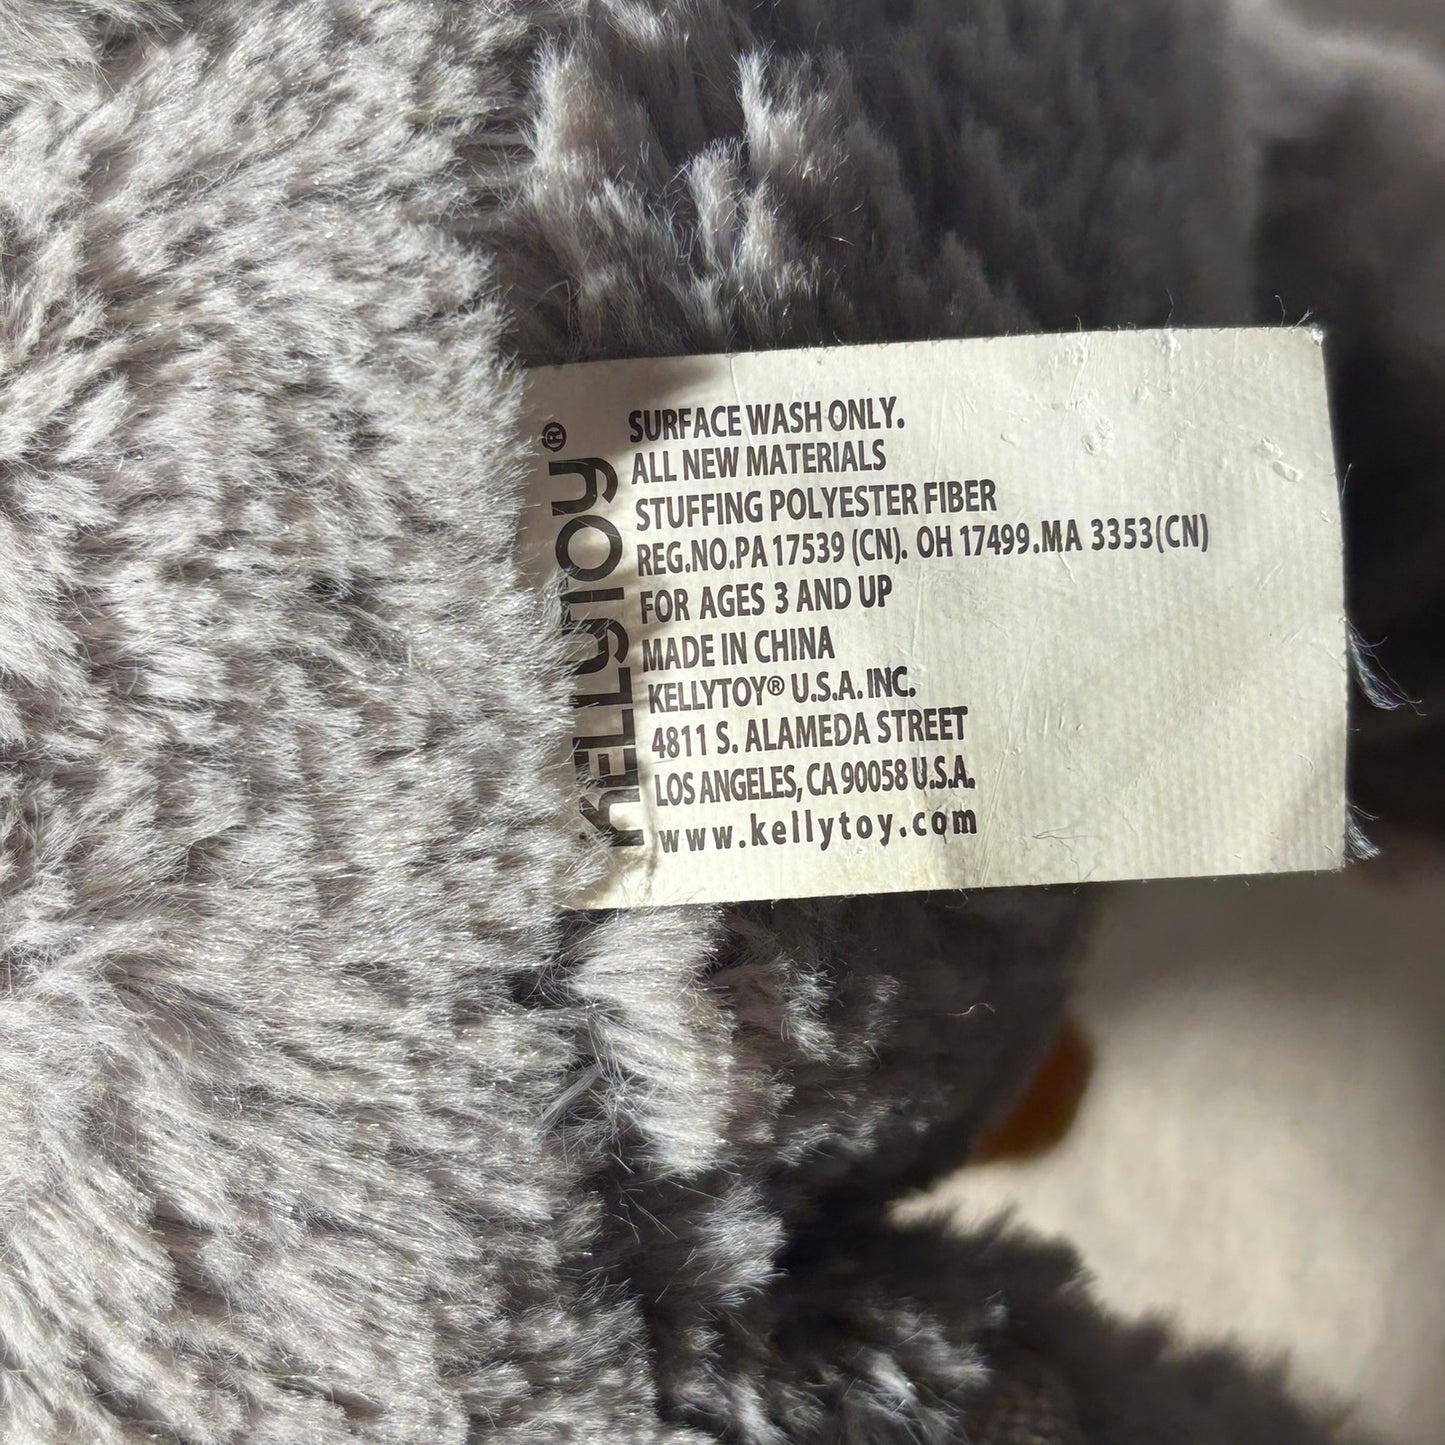 KELLYTOY®
SURFACE WASH ONLY.
ALL NEW MATERIALS
STUFFING POLYESTER FIBER
REG.NO.PA 17539 (CN). OH 17499.MA 3353(CN)
FOR AGES 3 AND UP
MADE IN CHINA
KELLYTOY® U.S.A. INC.
4811 S. ALAMEDA STREET
LOS ANGELES, CA 90058 U.S.A.
www.kellytoy.com